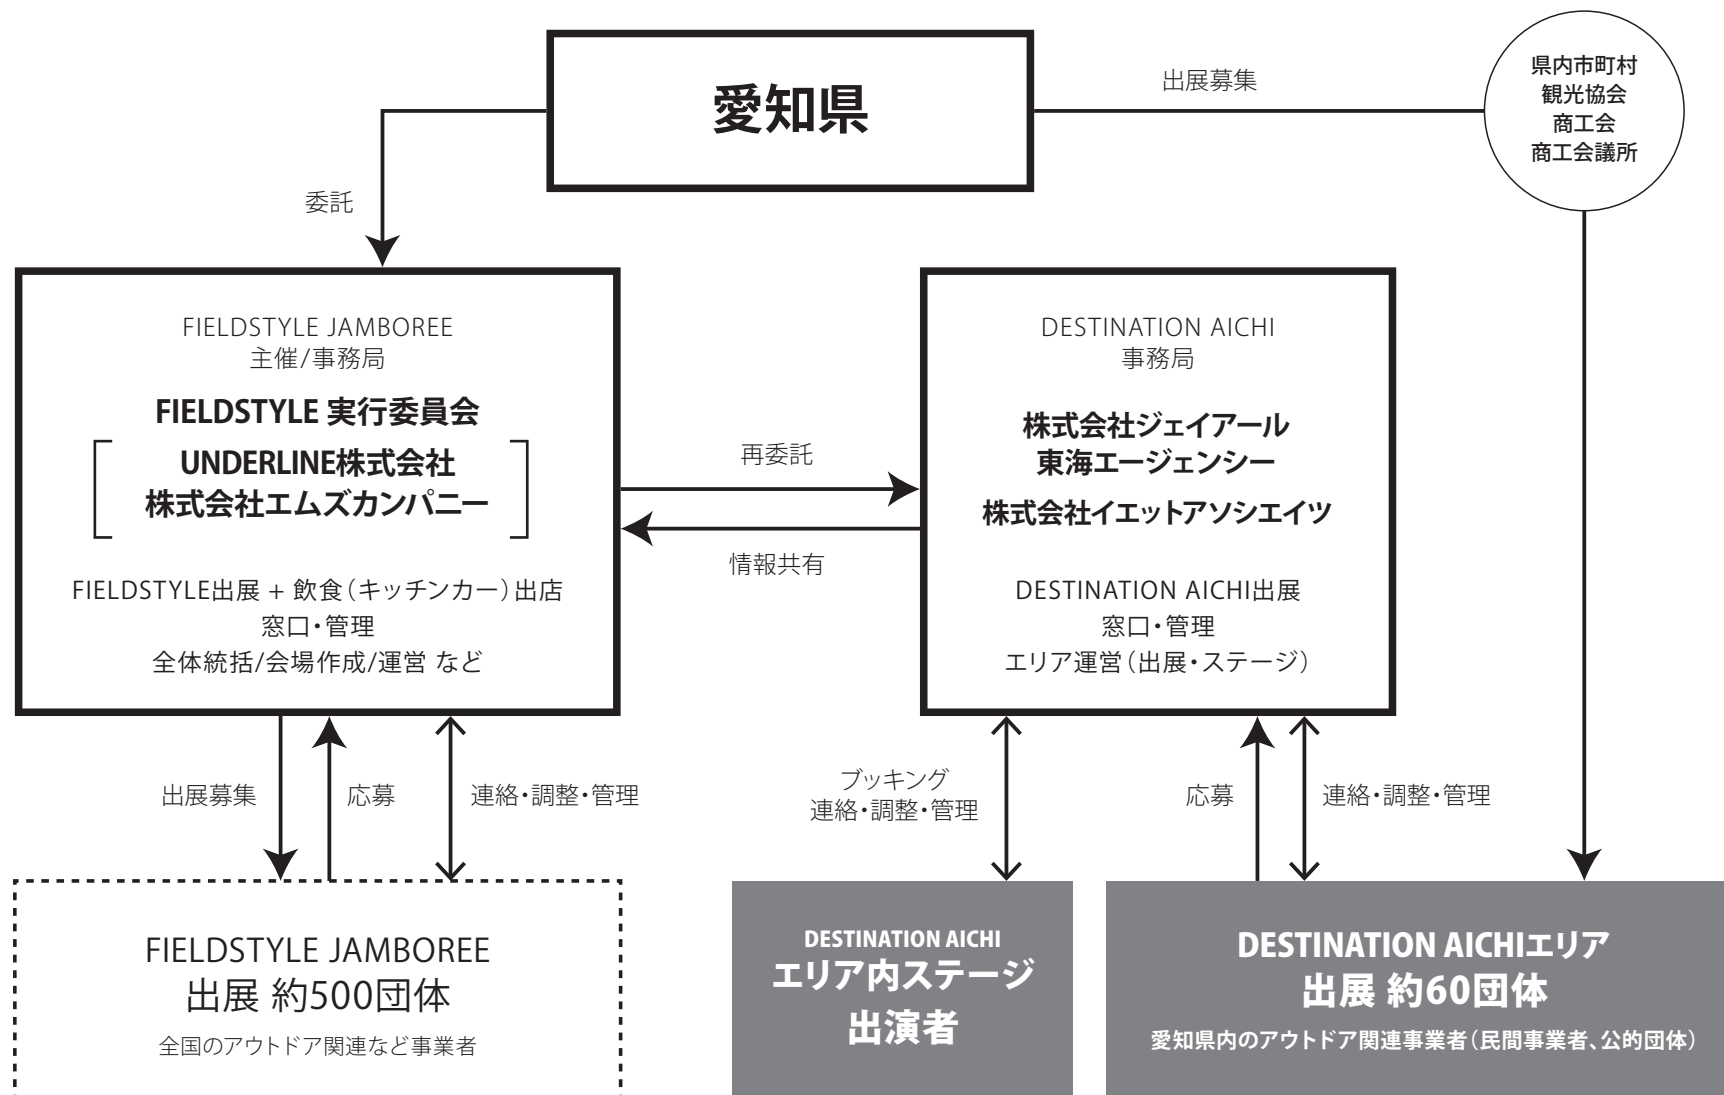 愛知県
出展募集
県内市町村
観光協会
商工会
商工会議所
委託
FIELDSTYLE JAMBOREE
主催/事務局
FIELDSTYLE 実行委員会
UNDERLINE株式会社
株式会社エムズカンパニー
FIELDSTYLE出展 + 飲食（キッチンカー）出店
窓口・管理
全体統括/会場作成/運営 など
再委託
情報共有
DESTINATION AICHI
事務局
株式会社ジェイアール
東海エージェンシー
株式会社イエットアソシエイツ
DESTINATION AICHI出展
窓口・管理
エリア運営（出展・ステージ）
出展募集
応募
連絡・調整・管理
ブッキング
連絡・調整・管理
応募
連絡・調整・管理
FIELDSTYLE JAMBOREE
出展 約500団体
全国のアウトドア関連など事業者
DESTINATION AICHI
エリア内ステージ
出演者
DESTINATION AICHIエリア
出展 約60団体
愛知県内のアウトドア関連事業者（民間事業者、公的団体）